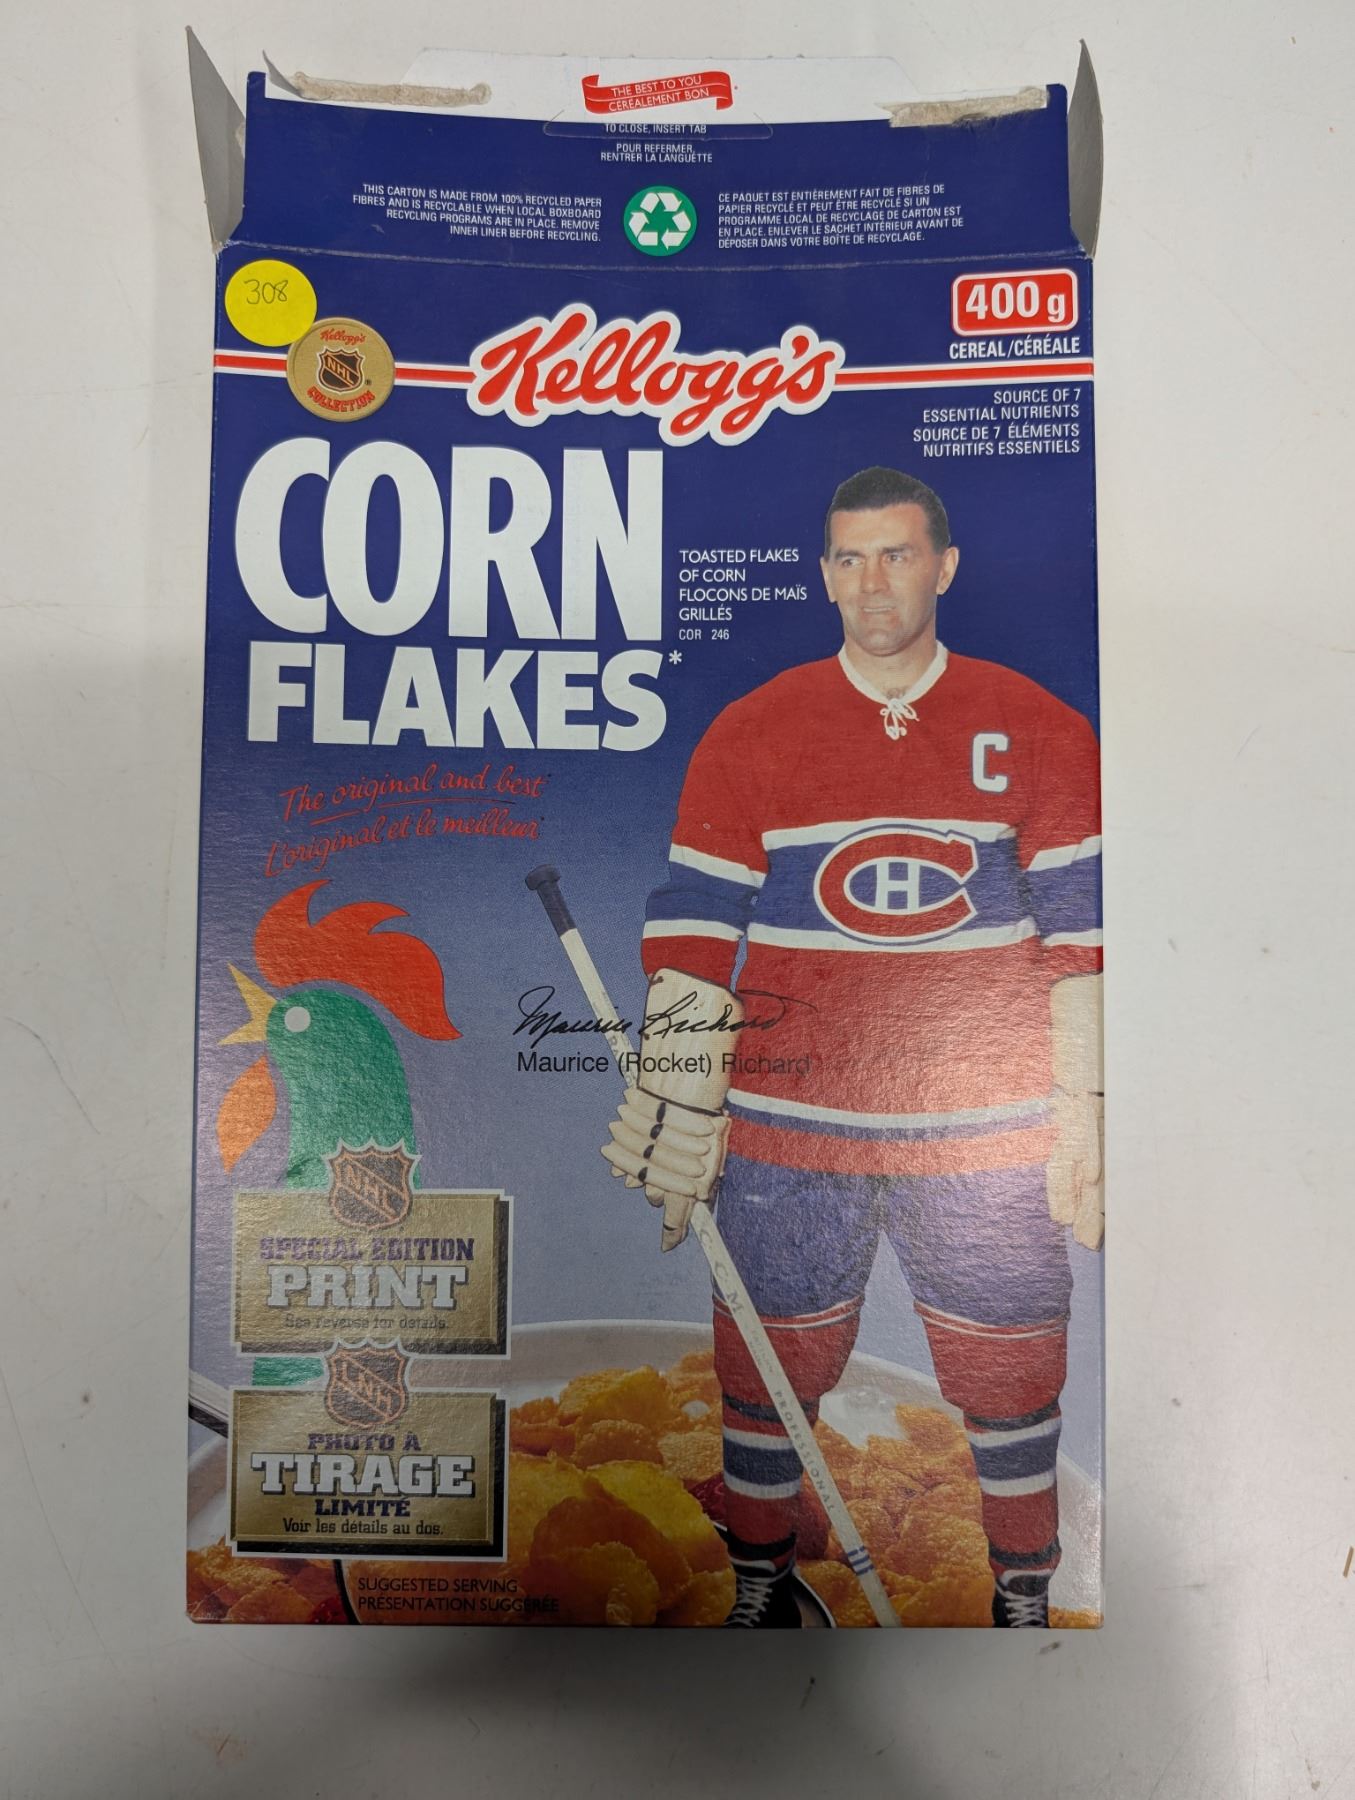 THE BEST TO YOU
CÉRÉALEMENT BON
TO CLOSE, INSERT TAB
POUR REFERMER,
RENTRER LA LANGUETTE
THIS CARTON IS MADE FROM 100% RECYCLED PAPER
FIBRES AND IS RECYCLABLE WHEN LOCAL BOXBOARD
RECYCLING PROGRAMS ARE IN PLACE. REMOVE
INNER LINER BEFORE RECYCLING.
CE PAQUET EST ENTIÈREMENT FAIT DE FIBRES DE
PAPIER RECYCLÉ ET PEUT ÊTRE RECYCLÉ SI UN
PROGRAMME LOCAL DE RECYCLAGE DE CARTON EST
EN PLACE. ENLEVER LE SACHET INTÉRIEUR AVANT DE
DÉPOSER DANS VOTRE BOÎTE DE RECYCLAGE.
308
Kellogg's
NHL
COLLECTION
Kellogg's
400 g
CEREAL/CÉRÉALE
SOURCE OF 7
ESSENTIAL NUTRIENTS
SOURCE DE 7 ÉLÉMENTS
NUTRITIFS ESSENTIELS
CORN
FLAKES*
TOASTED FLAKES
OF CORN
FLOCONS DE MAÏS
GRILLÉS
COR 246
The original and best
L'original et le meilleur
C
CH
Maurice Richard
Maurice (Rocket) Richard
NHL
SPECIAL EDITION
PRINT
See reverse for details.
LNH
PHOTO À
TIRAGE
LIMITÉ
Voir les détails au dos.
CCM
PROFESSIONAL
SUGGESTED SERVING
PRÉSENTATION SUGGÉRÉE